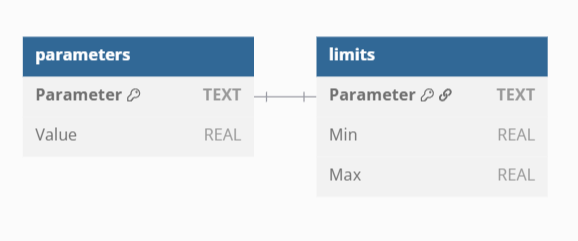 parameters
Parameter TEXT
Value REAL
limits
Parameter TEXT
Min REAL
Max REAL